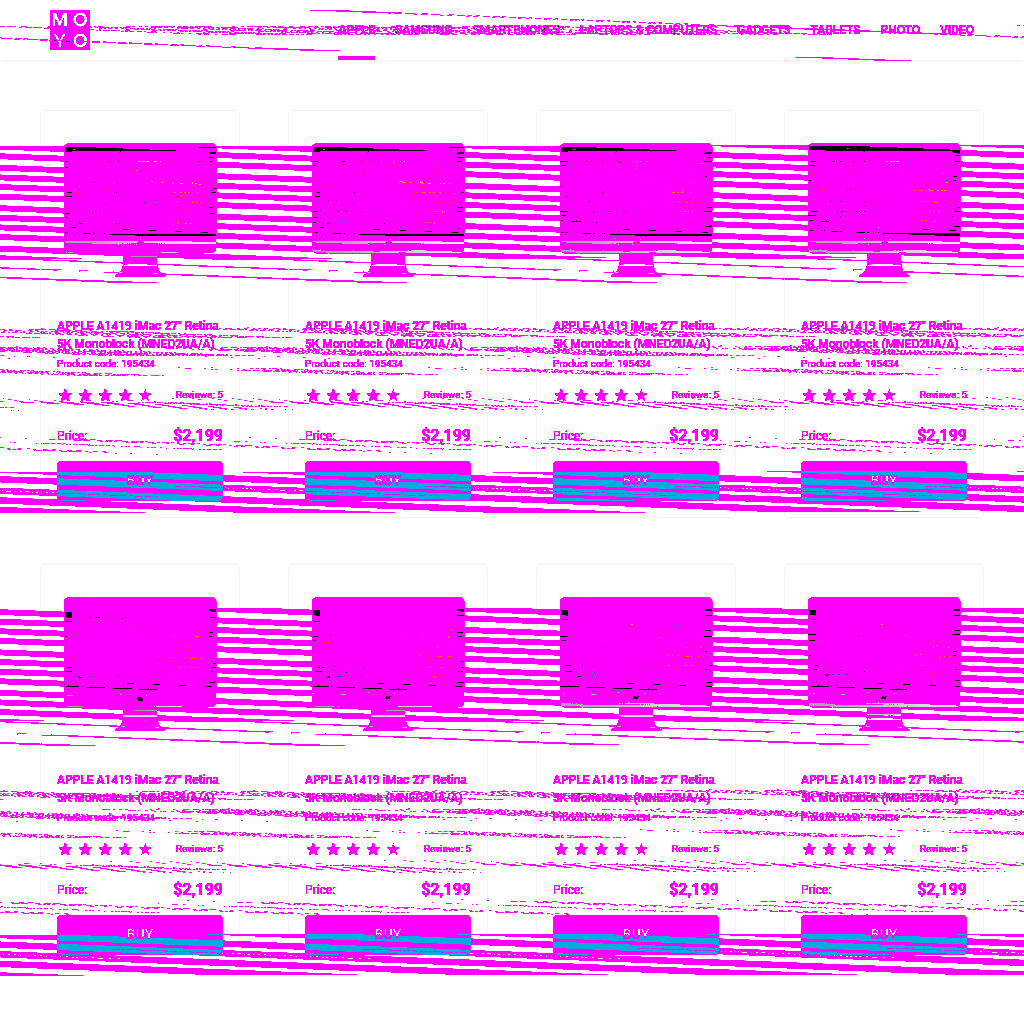 MO
YO
APPLE SAMSUNG SMARTPHONES LAPTOPS & COMPUTERS GADGETS TABLETS PHOTO VIDEO
APPLE A1419 iMac 27" Retina
5K Monoblock (MNED2UA/A)
Product code: 195434
Reviews: 5
Price: $2,199
BUY
APPLE A1419 iMac 27" Retina
5K Monoblock (MNED2UA/A)
Product code: 195434
Reviews: 5
Price: $2,199
BUY
APPLE A1419 iMac 27" Retina
5K Monoblock (MNED2UA/A)
Product code: 195434
Reviews: 5
Price: $2,199
BUY
APPLE A1419 iMac 27" Retina
5K Monoblock (MNED2UA/A)
Product code: 195434
Reviews: 5
Price: $2,199
BUY
APPLE A1419 iMac 27" Retina
5K Monoblock (MNED2UA/A)
Product code: 195434
Reviews: 5
Price: $2,199
BUY
APPLE A1419 iMac 27" Retina
5K Monoblock (MNED2UA/A)
Product code: 195434
Reviews: 5
Price: $2,199
BUY
APPLE A1419 iMac 27" Retina
5K Monoblock (MNED2UA/A)
Product code: 195434
Reviews: 5
Price: $2,199
BUY
APPLE A1419 iMac 27" Retina
5K Monoblock (MNED2UA/A)
Product code: 195434
Reviews: 5
Price: $2,199
BUY